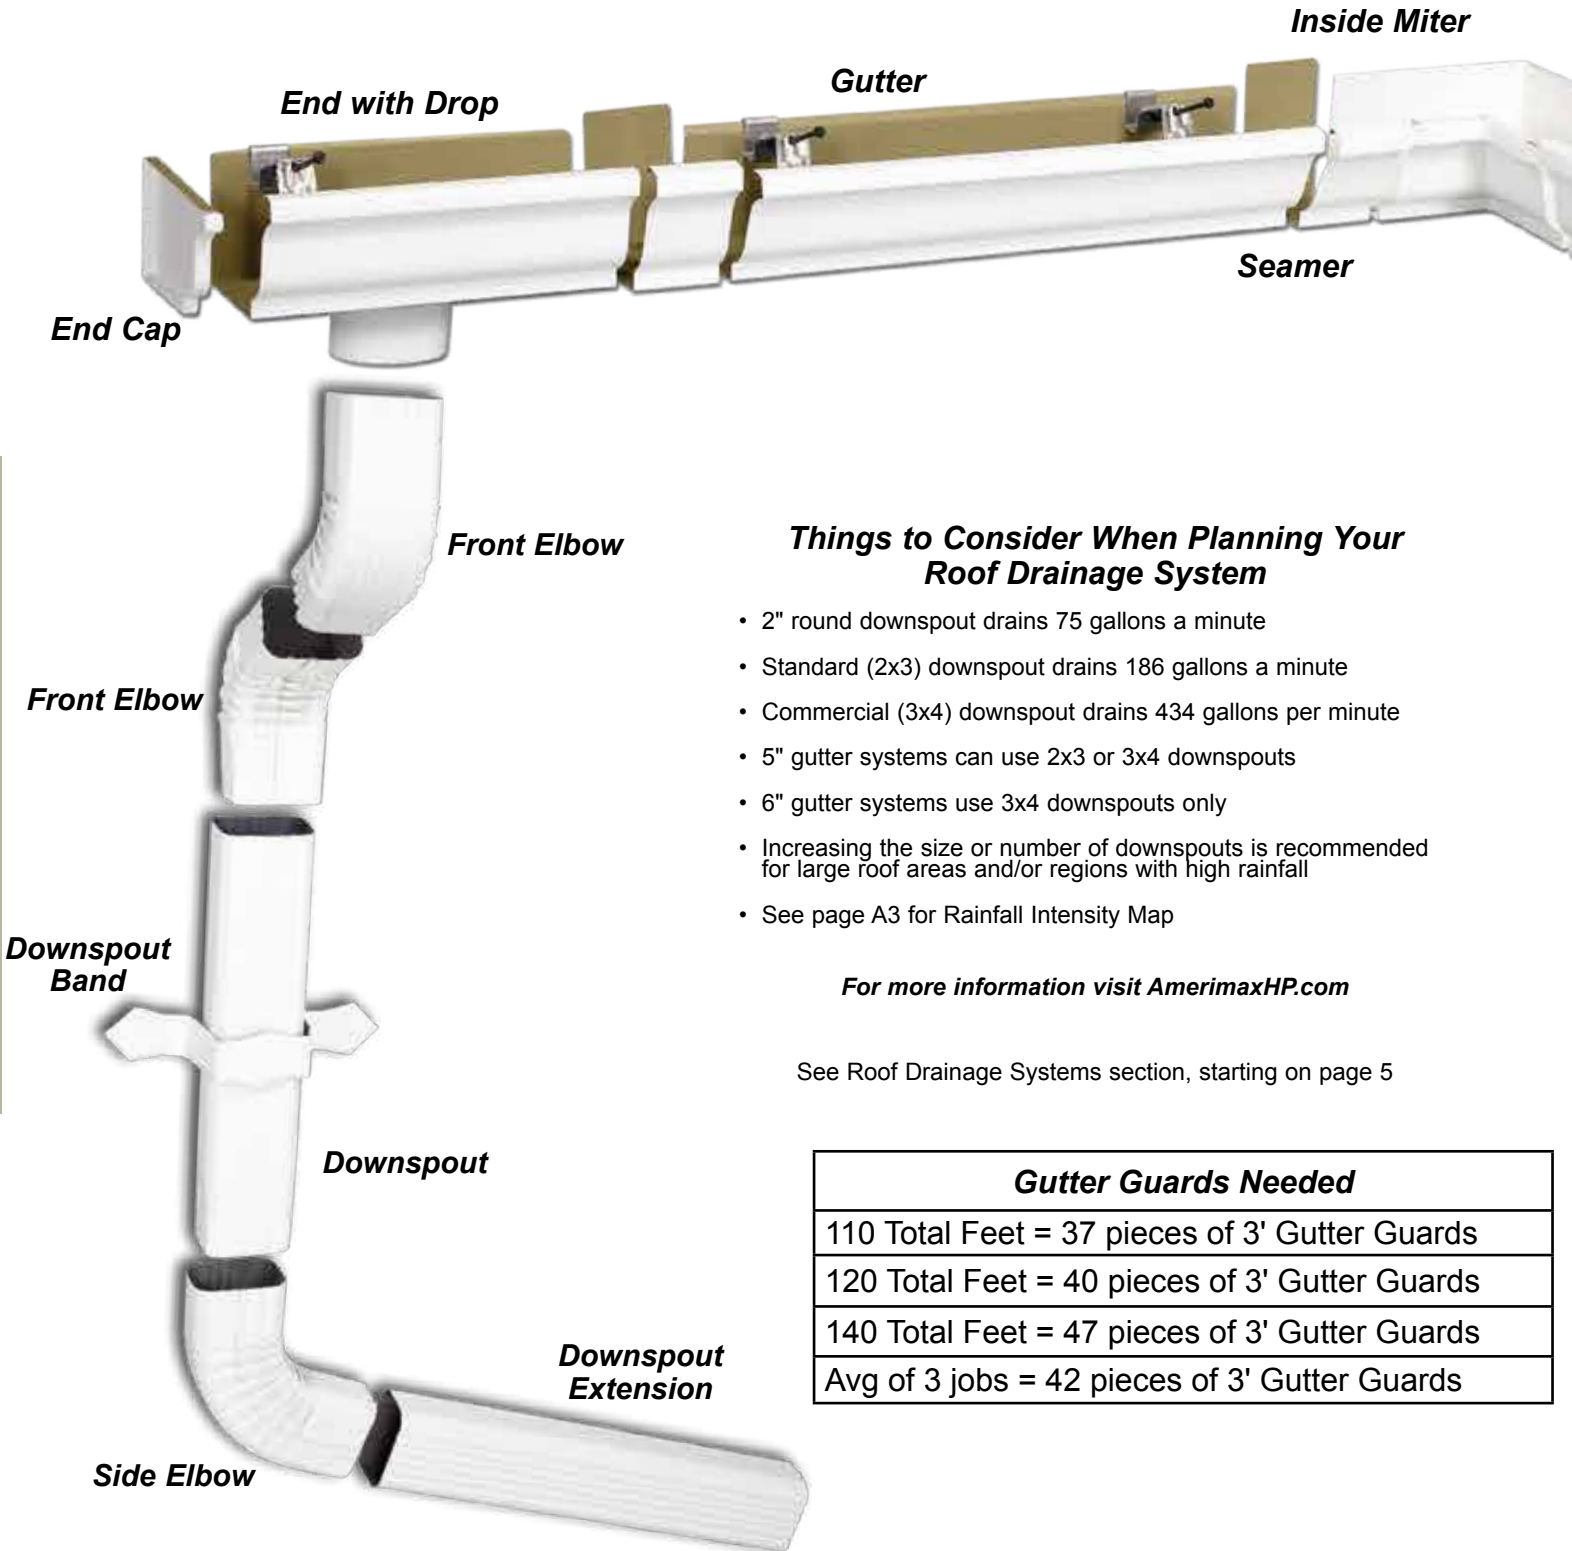 Inside Miter
Gutter
End with Drop
Seamer
End Cap
Front Elbow
Front Elbow
Downspout
Band
Downspout
Downspout
Extension
Side Elbow
Things to Consider When Planning Your
Roof Drainage System
• 2" round downspout drains 75 gallons a minute
• Standard (2x3) downspout drains 186 gallons a minute
• Commercial (3x4) downspout drains 434 gallons per minute
• 5" gutter systems can use 2x3 or 3x4 downspouts
• 6" gutter systems use 3x4 downspouts only
• Increasing the size or number of downspouts is recommended
for large roof areas and/or regions with high rainfall
• See page A3 for Rainfall Intensity Map
For more information visit AmerimaxHP.com
See Roof Drainage Systems section, starting on page 5
Gutter Guards Needed
110 Total Feet = 37 pieces of 3' Gutter Guards
120 Total Feet = 40 pieces of 3' Gutter Guards
140 Total Feet = 47 pieces of 3' Gutter Guards
Avg of 3 jobs = 42 pieces of 3' Gutter Guards